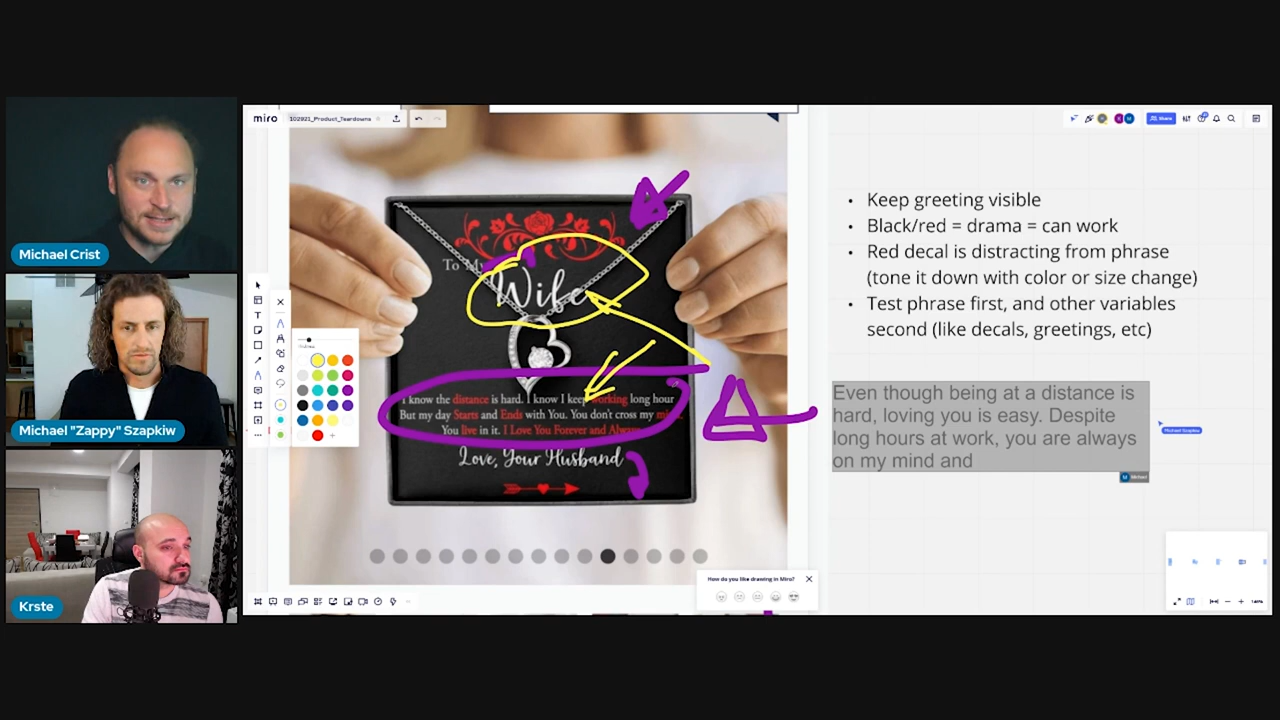 miro
102921_Product_Teardowns
Share
Michael Crist
Michael "Zappy" Szapkiw
Krste
To My
Wife
I know the distance is hard. I know I keep working long hour
But my day Starts and Ends with You. You don't cross my
You live in it. I Love You Forever and
Love, Your Husband
• Keep greeting visible
• Black/red = drama = can work
• Red decal is distracting from phrase
(tone it down with color or size change)
• Test phrase first, and other variables
second (like decals, greetings, etc)
Even though being at a distance is
hard, loving you is easy. Despite
long hours at work, you are always
on my mind and
Michael Szapkiw
M Michael
How do you like drawing in Miro?